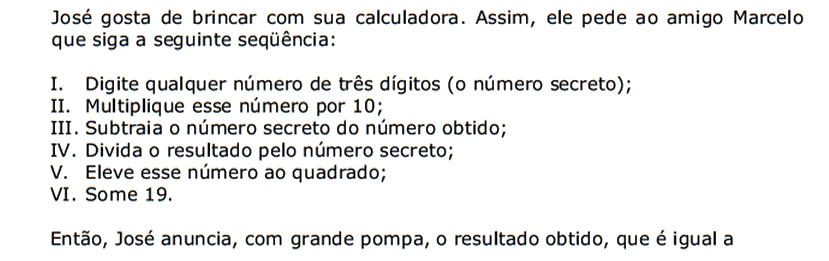 José gosta de brincar com sua calculadora. Assim, ele pede ao amigo Marcelo
que siga a seguinte seqüência:
I. Digite qualquer número de três dígitos (o número secreto);
II. Multiplique esse número por 10;
III. Subtraia o número secreto do número obtido;
IV. Divida o resultado pelo número secreto;
V. Eleve esse número ao quadrado;
VI. Some 19.
Então, José anuncia, com grande pompa, o resultado obtido, que é igual a